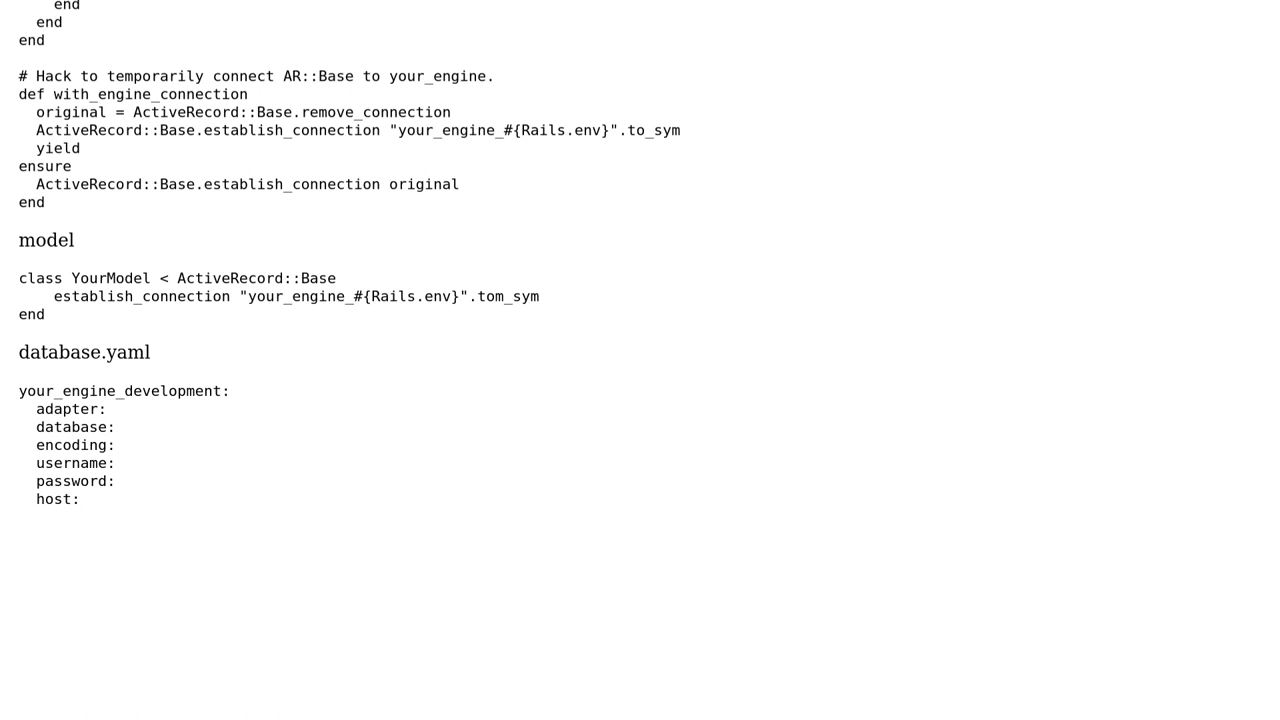 end
  end
end
# Hack to temporarily connect AR::Base to your_engine.
def with_engine_connection
  original = ActiveRecord::Base.remove_connection
  ActiveRecord::Base.establish_connection "your_engine_#{Rails.env}".to_sym
  yield
ensure
  ActiveRecord::Base.establish_connection original
end
model
class YourModel < ActiveRecord::Base
    establish_connection "your_engine_#{Rails.env}".tom_sym
end
database.yaml
your_engine_development:
  adapter:
  database:
  encoding:
  username:
  password:
  host: